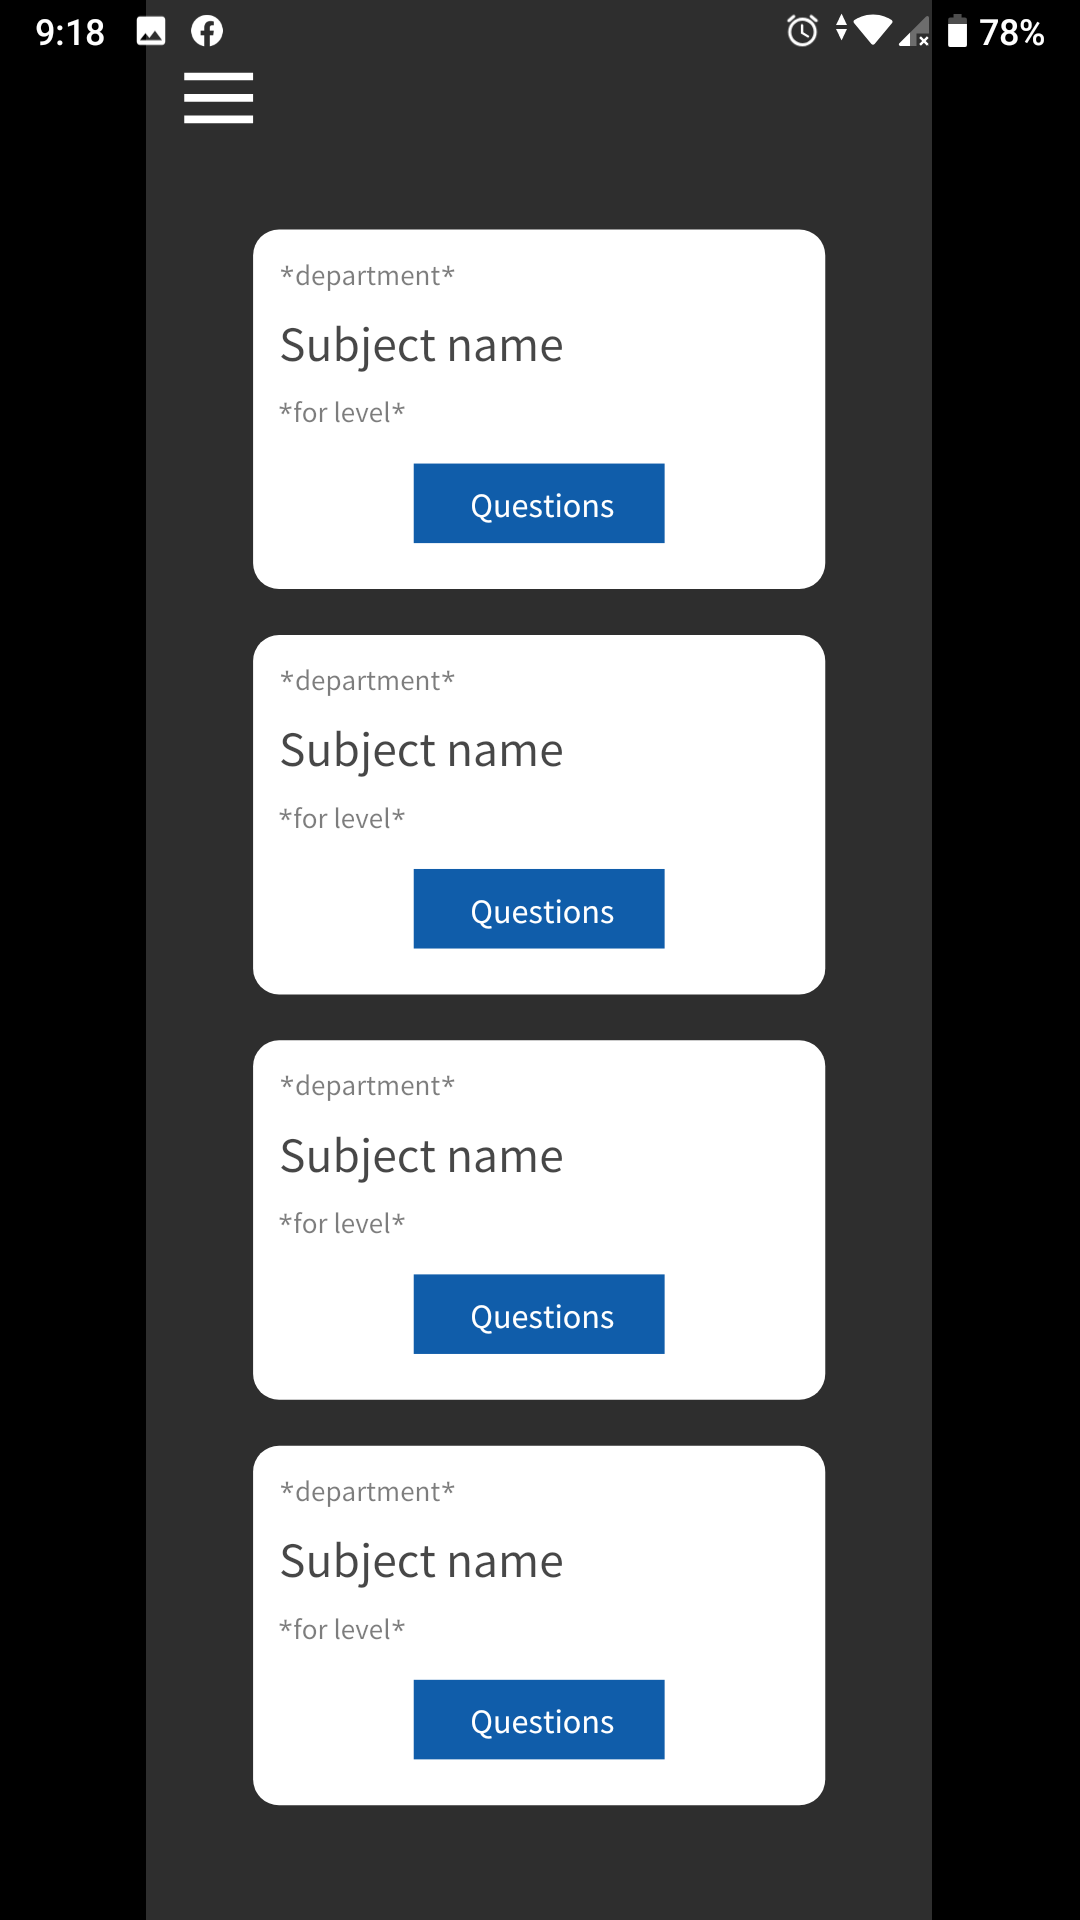 9:18 78%
*department*
Subject name
*for level*
Questions
*department*
Subject name
*for level*
Questions
*department*
Subject name
*for level*
Questions
*department*
Subject name
*for level*
Questions